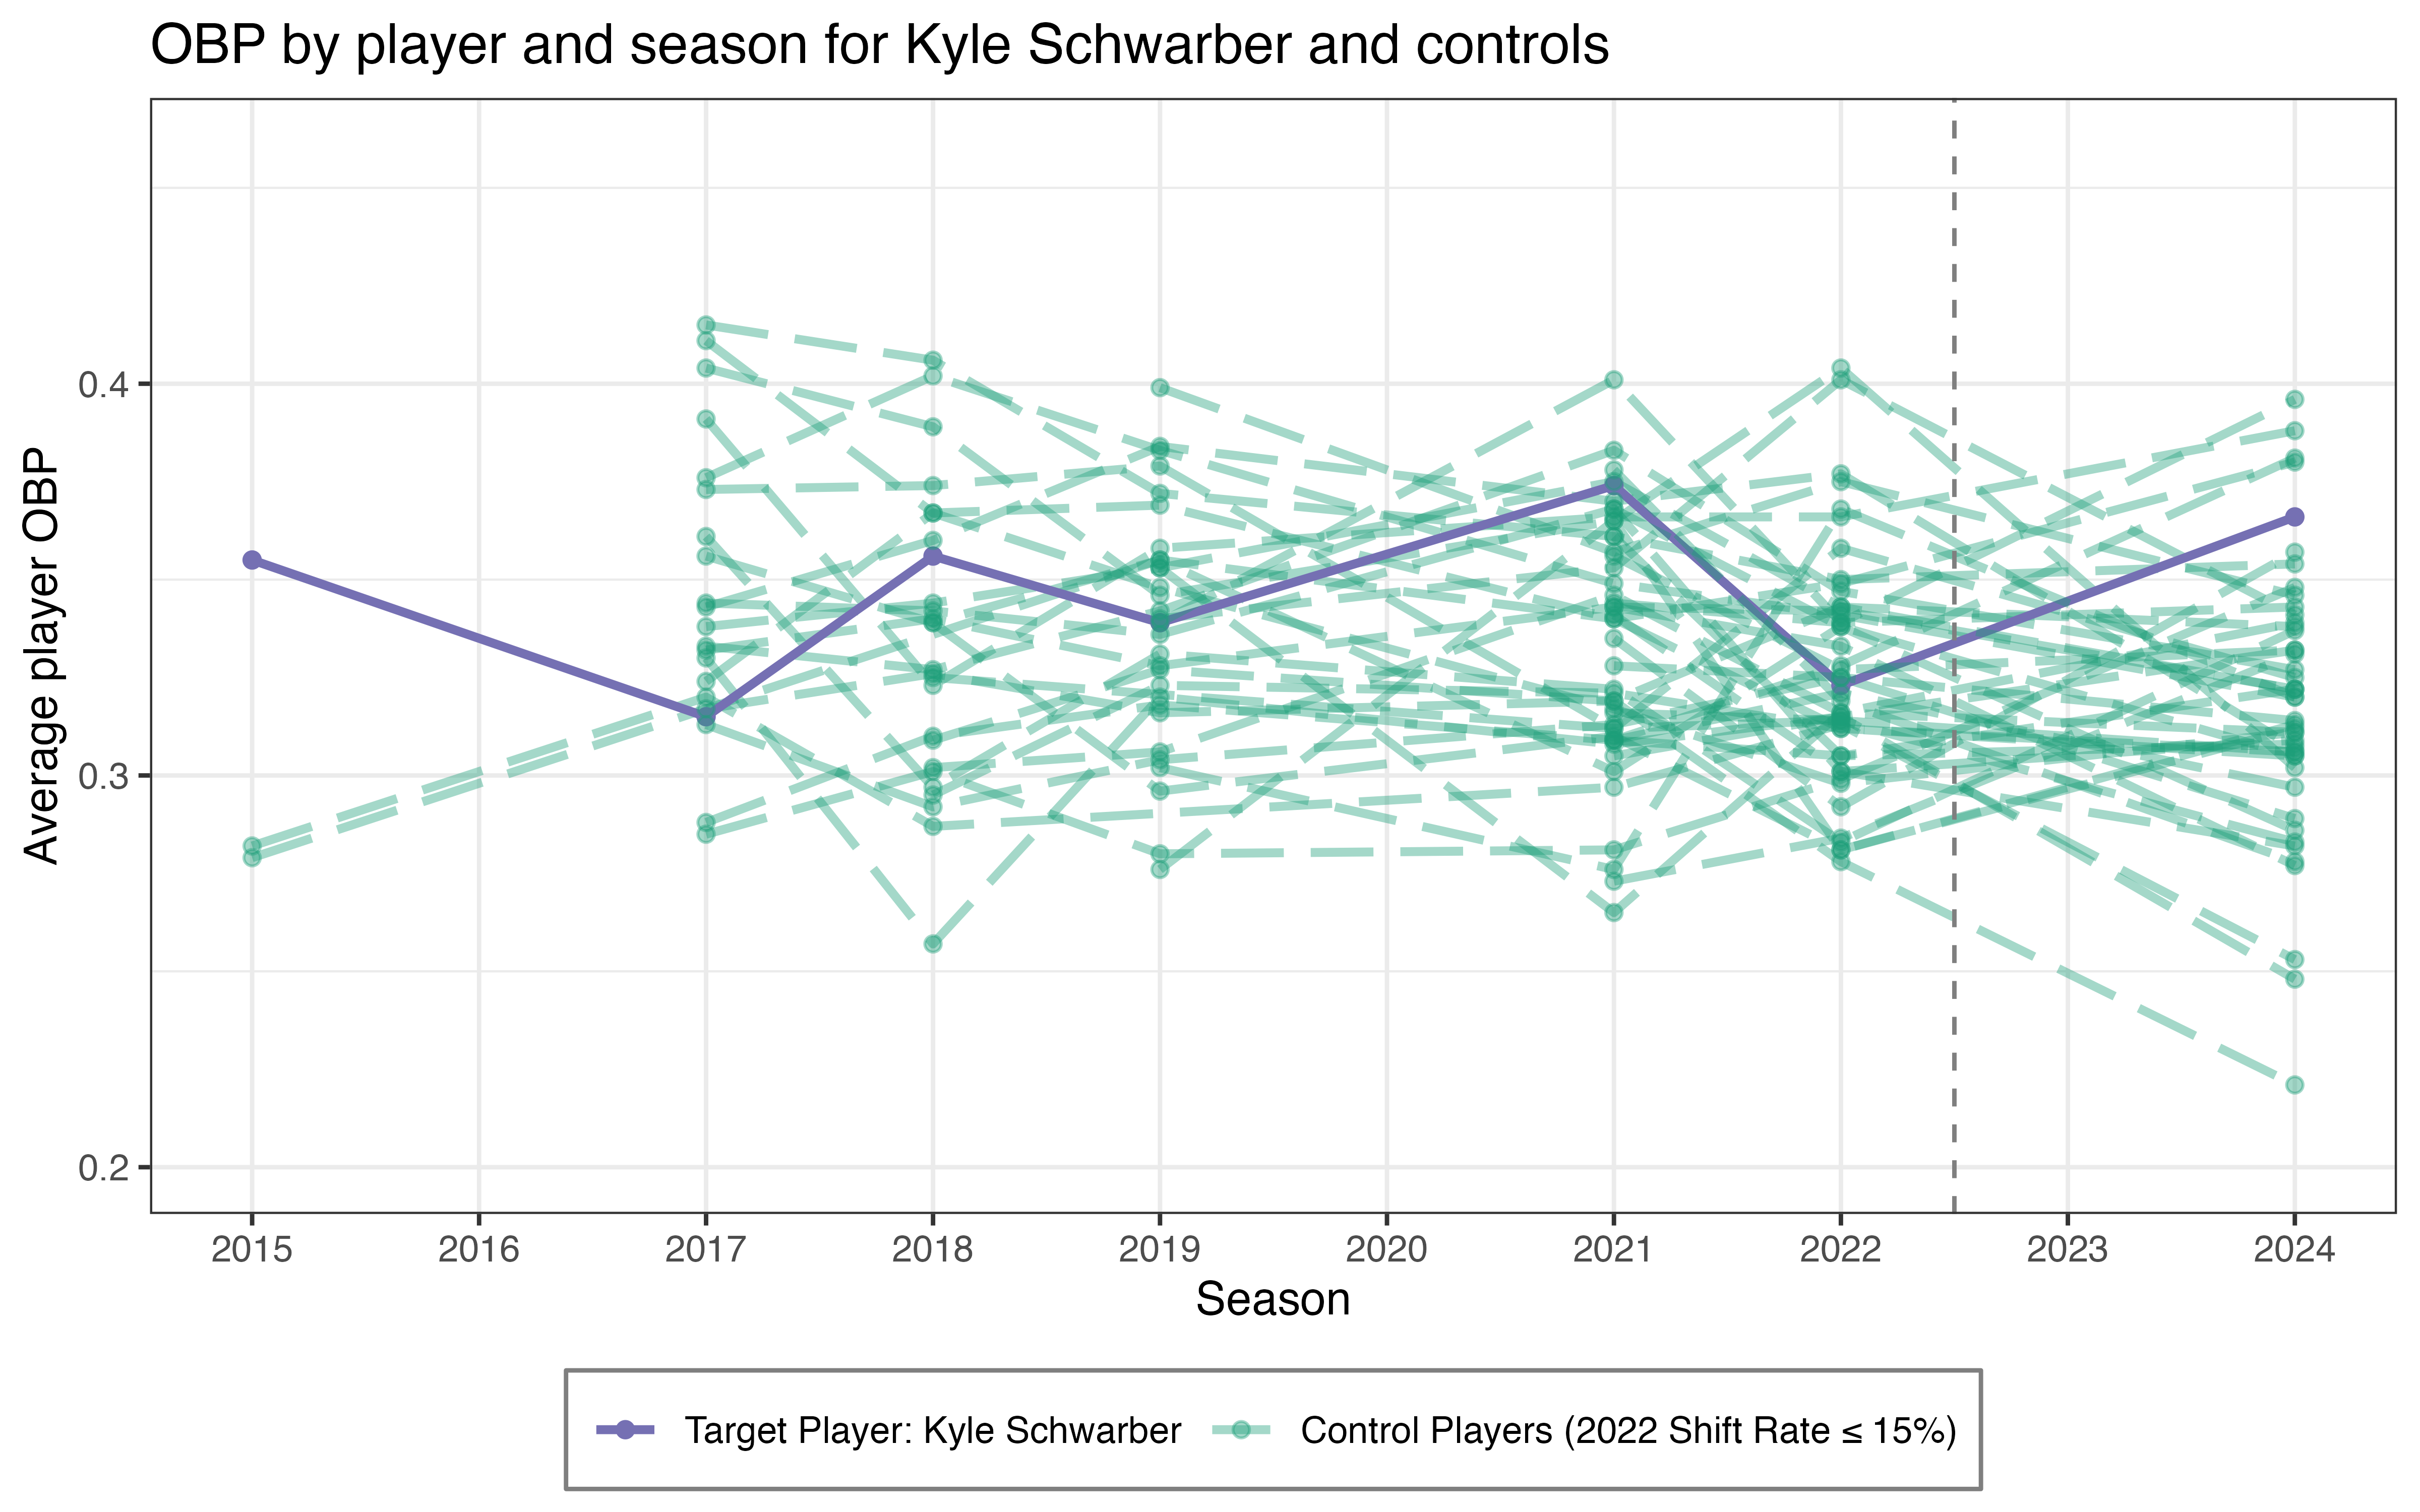 OBP by player and season for Kyle Schwarber and controls
Average player OBP
0.4
0.3
0.2
2015 2016 2017 2018 2019 2020 2021 2022 2023 2024
Season
Target Player: Kyle Schwarber Control Players (2022 Shift Rate ≤ 15%)